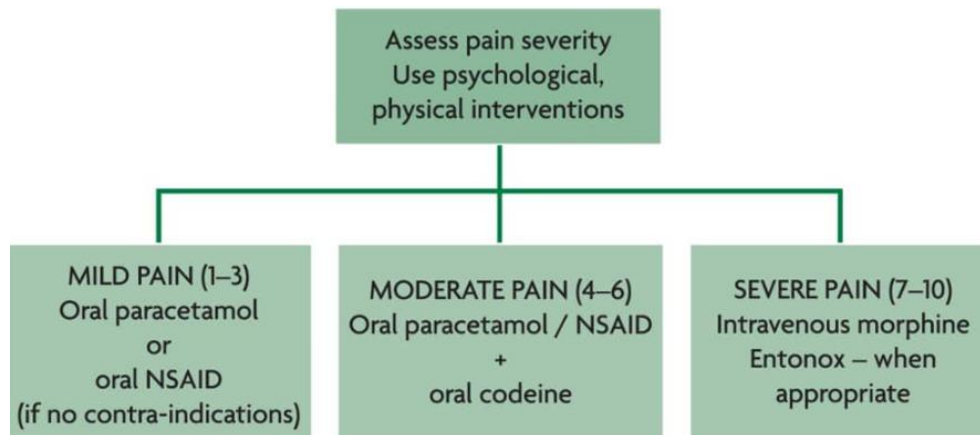 Assess pain severity
Use psychological,
physical interventions
MILD PAIN (1–3)
Oral paracetamol
or
oral NSAID
(if no contra-indications)
MODERATE PAIN (4–6)
Oral paracetamol / NSAID
+
oral codeine
SEVERE PAIN (7–10)
Intravenous morphine
Entonox – when
appropriate